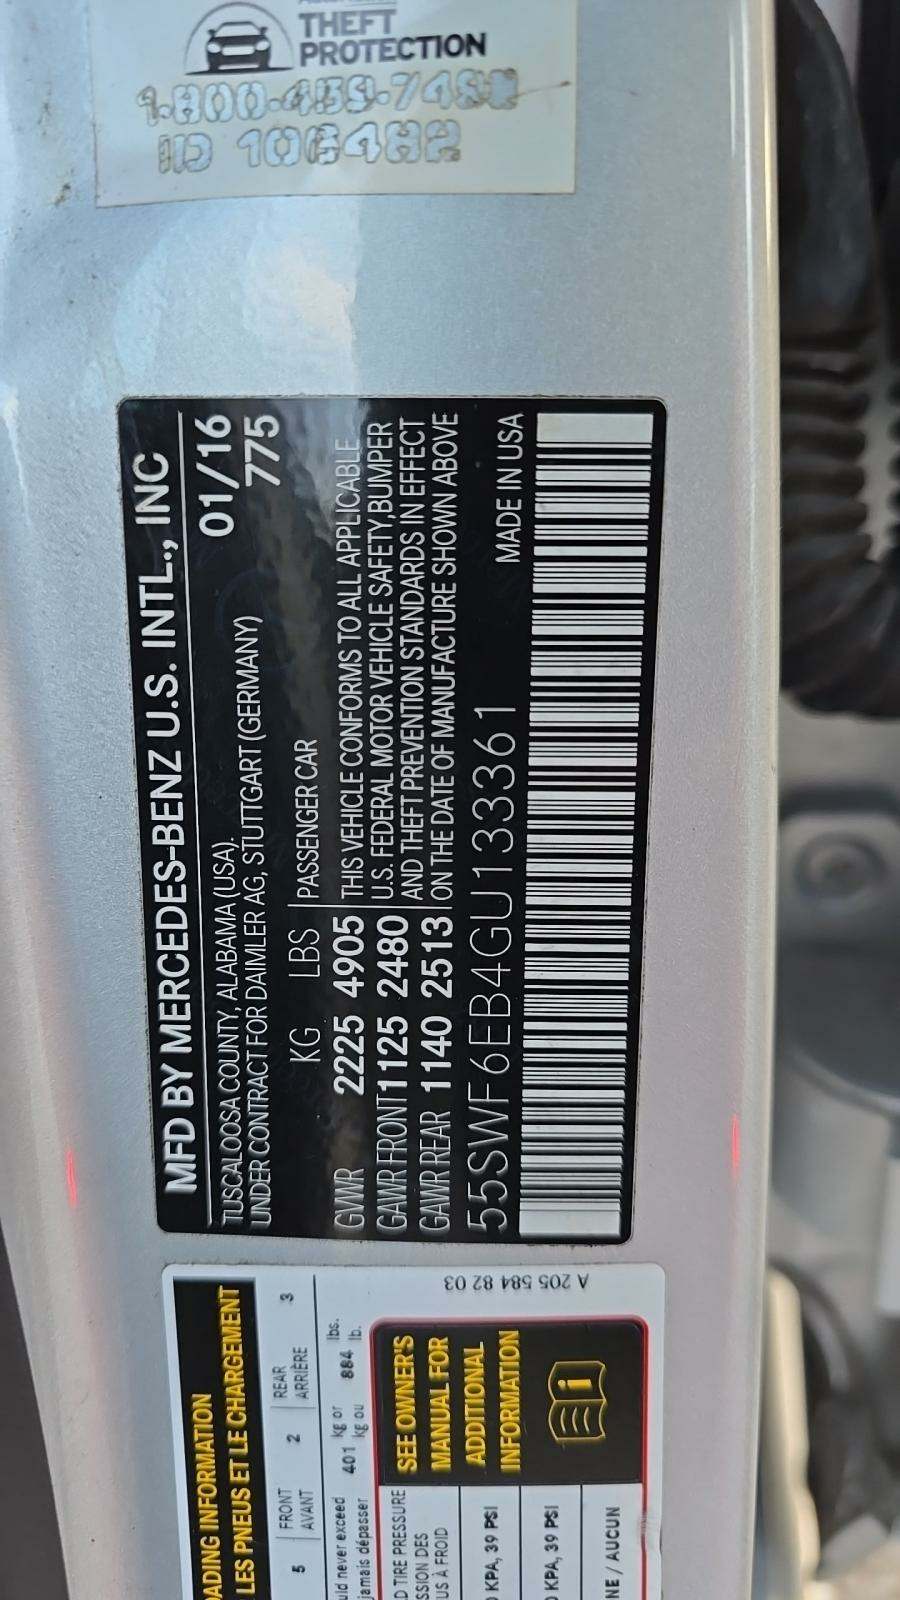 THEFT
PROTECTION
1-800-459-7498
ID 106482
MFD BY MERCEDES-BENZ U.S. INTL., INC
TUSCALOOSA COUNTY, ALABAMA (USA). 01/16
UNDER CONTRACT FOR DAIMLER AG, STUTTGART (GERMANY) 775
KG LBS PASSENGER CAR
GVWR 2225 4905 THIS VEHICLE CONFORMS TO ALL APPLICABLE
GAWR FRONT 1125 2480 U.S. FEDERAL MOTOR VEHICLE SAFETY, BUMPER
AND THEFT PREVENTION STANDARDS IN EFFECT
GAWR REAR 1140 2513 ON THE DATE OF MANUFACTURE SHOWN ABOVE
55SWF6EB4GU133361 MADE IN USA
ADING INFORMATION
LES PNEUS ET LE CHARGEMENT
5 FRONT 2 REAR 3
AVANT ARRIÈRE
uld never exceed 401 kg or 884 lbs.
jamais dépasser kg ou lb.
D TIRE PRESSURE
SSION DES
US À FROID
KPA, 39 PSI
KPA, 39 PSI
NE / AUCUN
SEE OWNER'S
MANUAL FOR
ADDITIONAL
INFORMATION
A 205 584 82 03